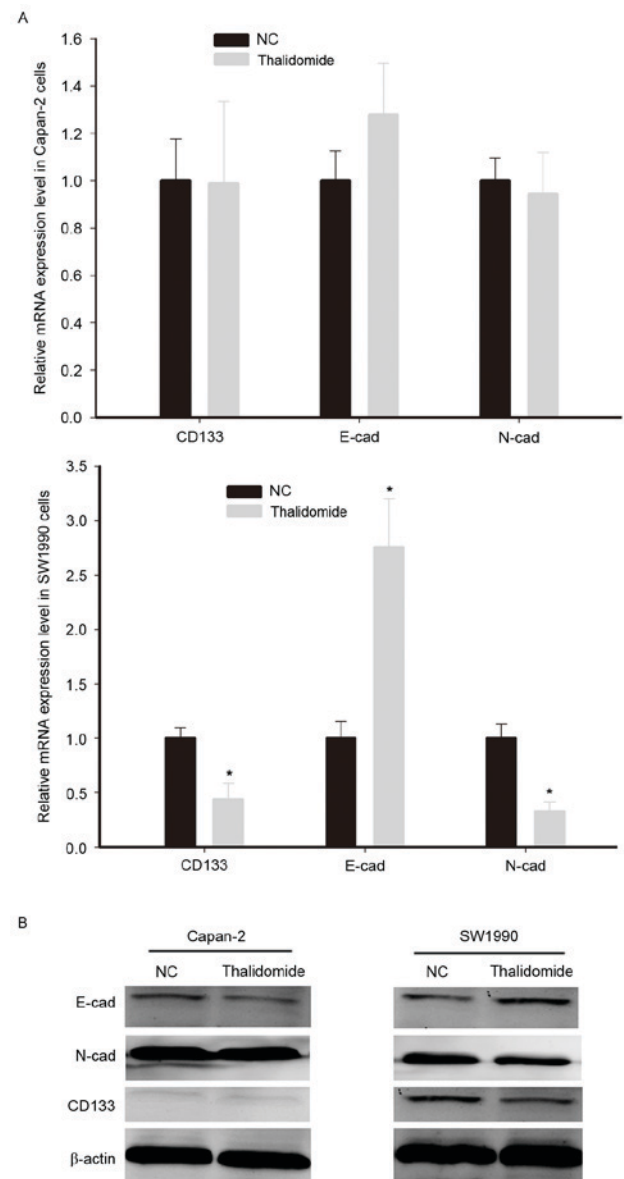 A
Relative mRNA expression level in Capan-2 cells
1.6
1.4
1.2
1.0
0.8
0.6
0.4
0.2
0.0
NC
Thalidomide
CD133 E-cad N-cad
Relative mRNA expression level in SW1990 cells
3.5
3.0
2.5
2.0
1.5
1.0
0.5
0.0
NC
Thalidomide
*
*
*
CD133 E-cad N-cad
B
Capan-2 SW1990
NC Thalidomide NC Thalidomide
E-cad
N-cad
CD133
β-actin